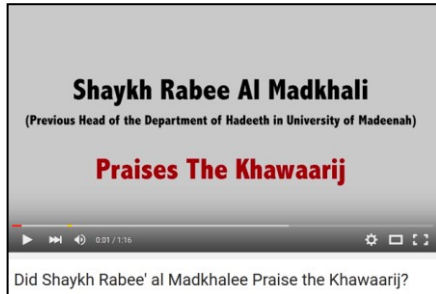 Shaykh Rabee Al Madkhali
(Previous Head of the Department of Hadeeth in University of Madeenah)
Praises The Khawaarij
0:01 / 1:16
Did Shaykh Rabee' al Madkhalee Praise the Khawaarij?